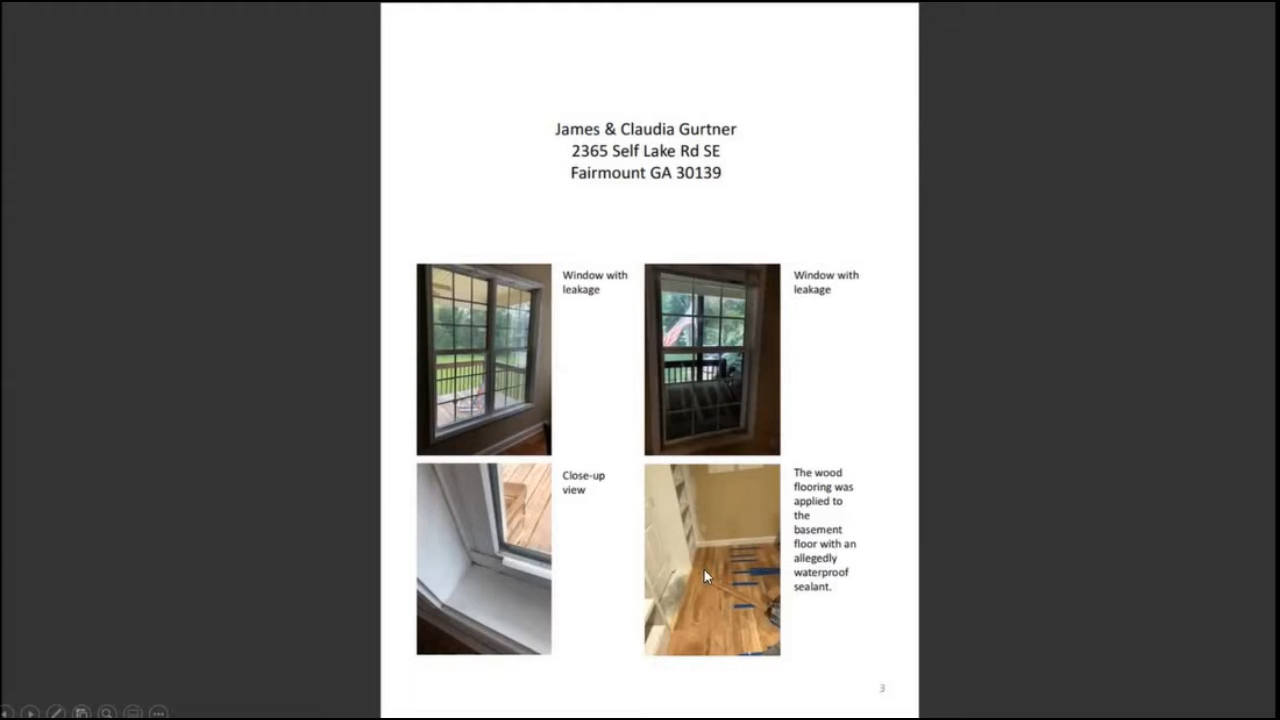 James & Claudia Gurtner
2365 Self Lake Rd SE
Fairmount GA 30139
Window with
leakage
Window with
leakage
Close-up
view
The wood
flooring was
applied to
the
basement
floor with an
allegedly
waterproof
sealant.
3